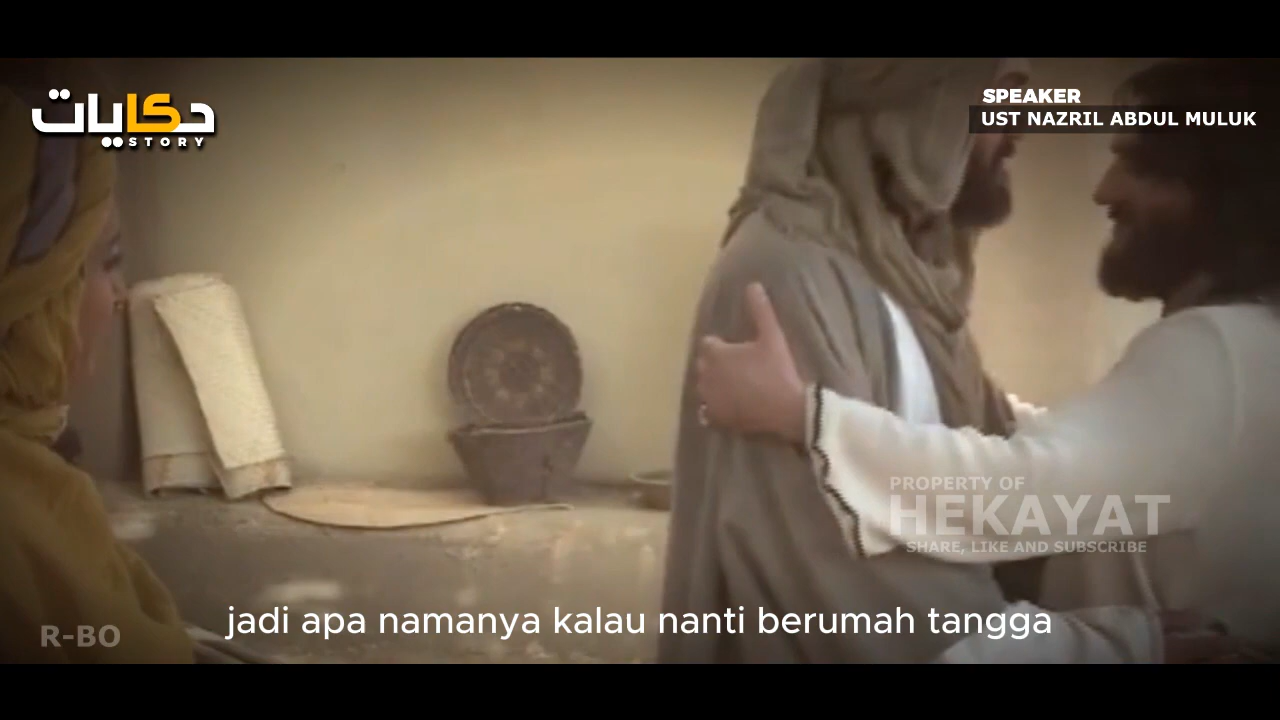 حكايات
STORY
SPEAKER
UST NAZRIL ABDUL MULUK
PROPERTY OF
HEKAYAT
SHARE, LIKE AND SUBSCRIBE
jadi apa namanya kalau nanti berumah tangga
R-BO